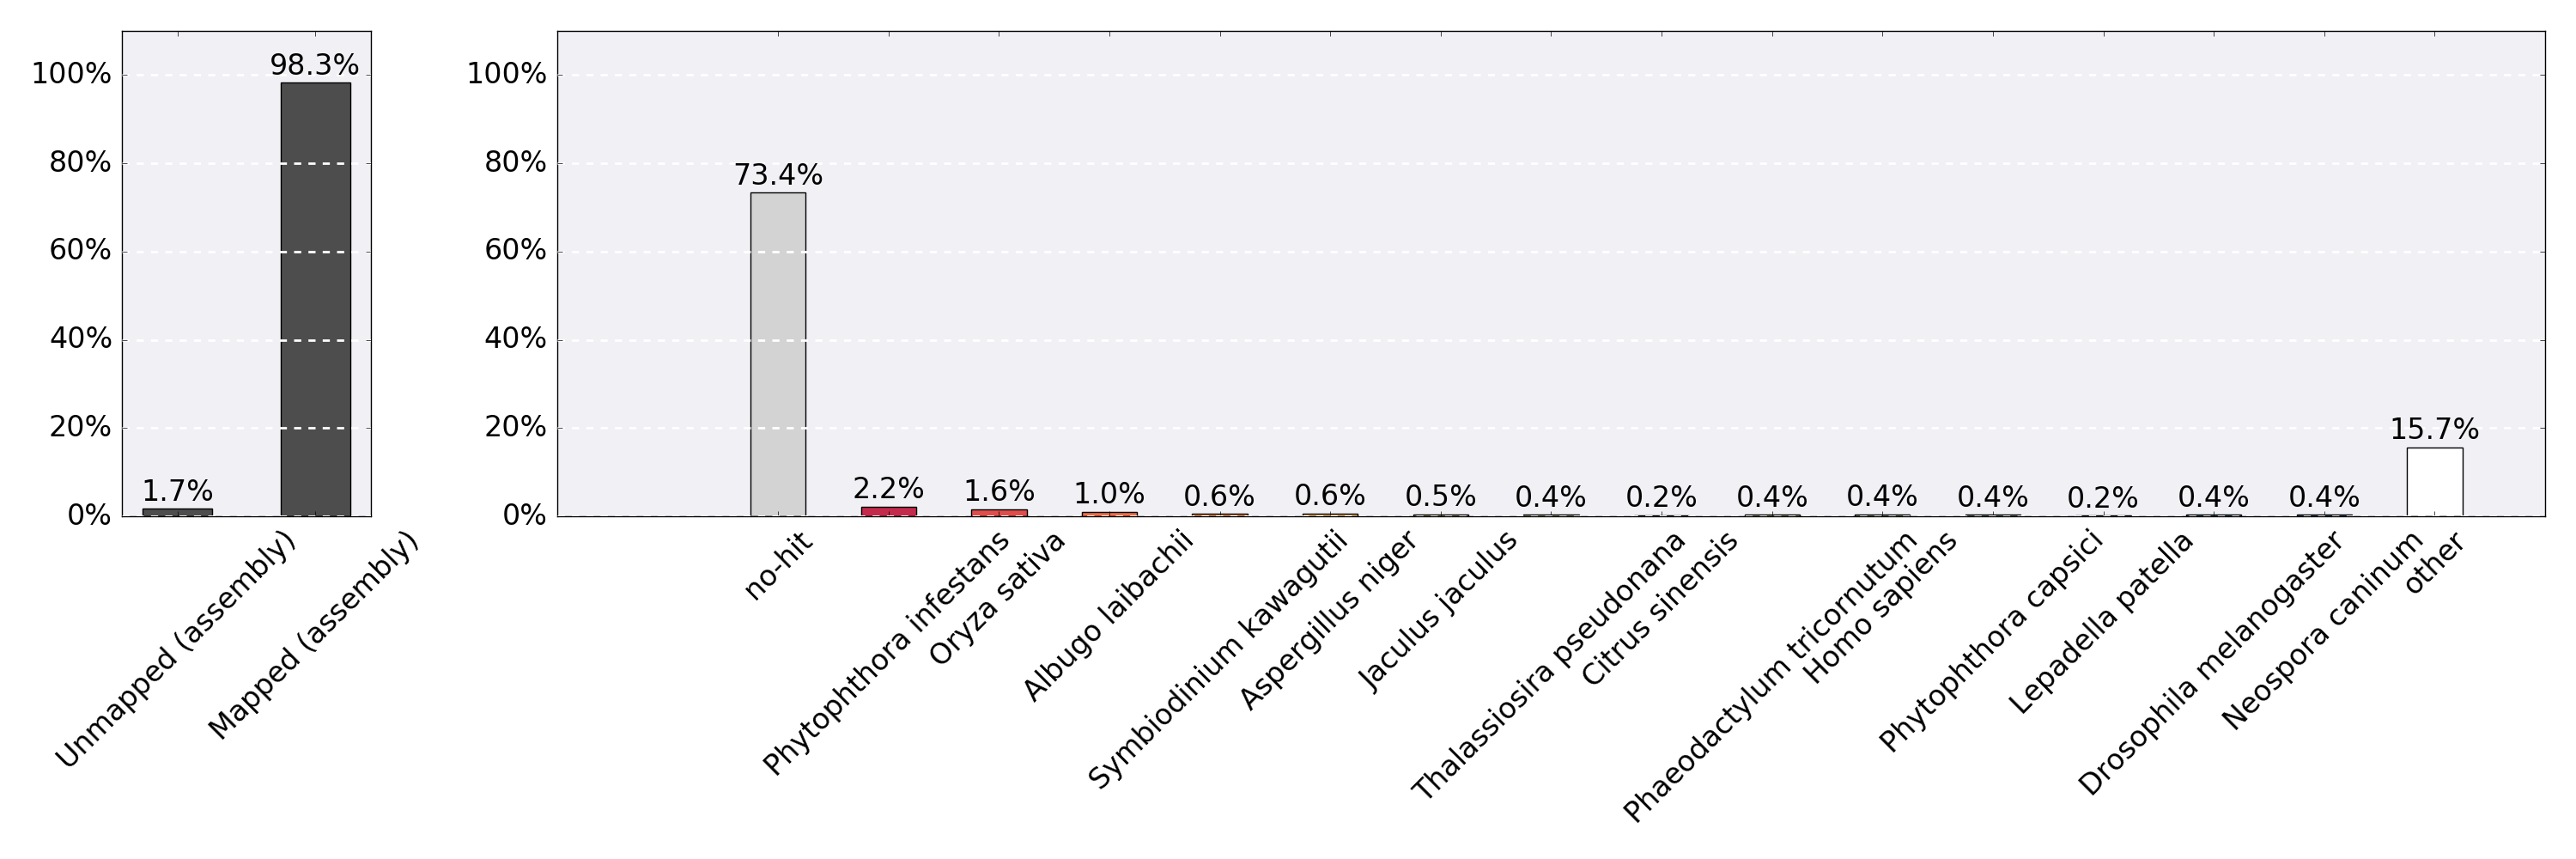 100%
80%
60%
40%
20%
0%
1.7%
98.3%
Unmapped (assembly)
Mapped (assembly)
100%
80%
60%
40%
20%
0%
73.4%
2.2%
1.6%
1.0%
0.6%
0.6%
0.5%
0.4%
0.2%
0.4%
0.4%
0.4%
0.2%
0.4%
0.4%
15.7%
no-hit
Phytophthora infestans
Oryza sativa
Albugo laibachii
Symbiodinium kawagutii
Aspergillus niger
Jaculus jaculus
Thalassiosira pseudonana
Citrus sinensis
Phaeodactylum tricornutum
Homo sapiens
Phytophthora capsici
Lepadella patella
Drosophila melanogaster
Neospora caninum
other